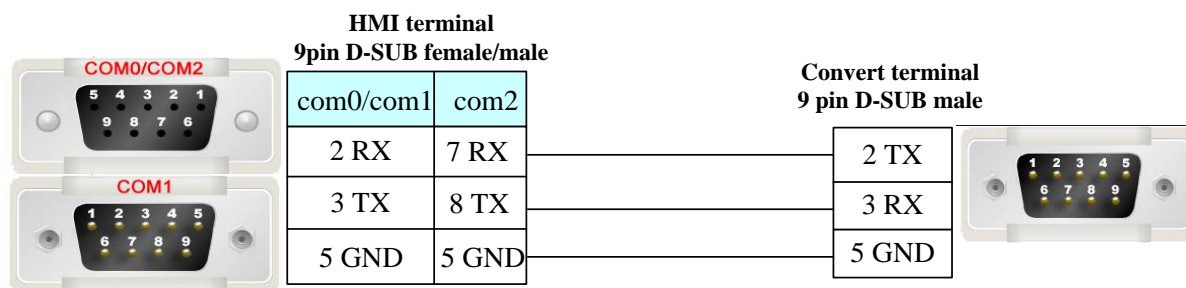 HMI terminal
9pin D-SUB female/male
COM0/COM2
5 4 3 2 1
9 8 7 6
COM1
1 2 3 4 5
6 7 8 9
com0/com1 com2
2 RX 7 RX
3 TX 8 TX
5 GND 5 GND
Convert terminal
9 pin D-SUB male
2 TX
3 RX
5 GND
1 2 3 4 5
6 7 8 9